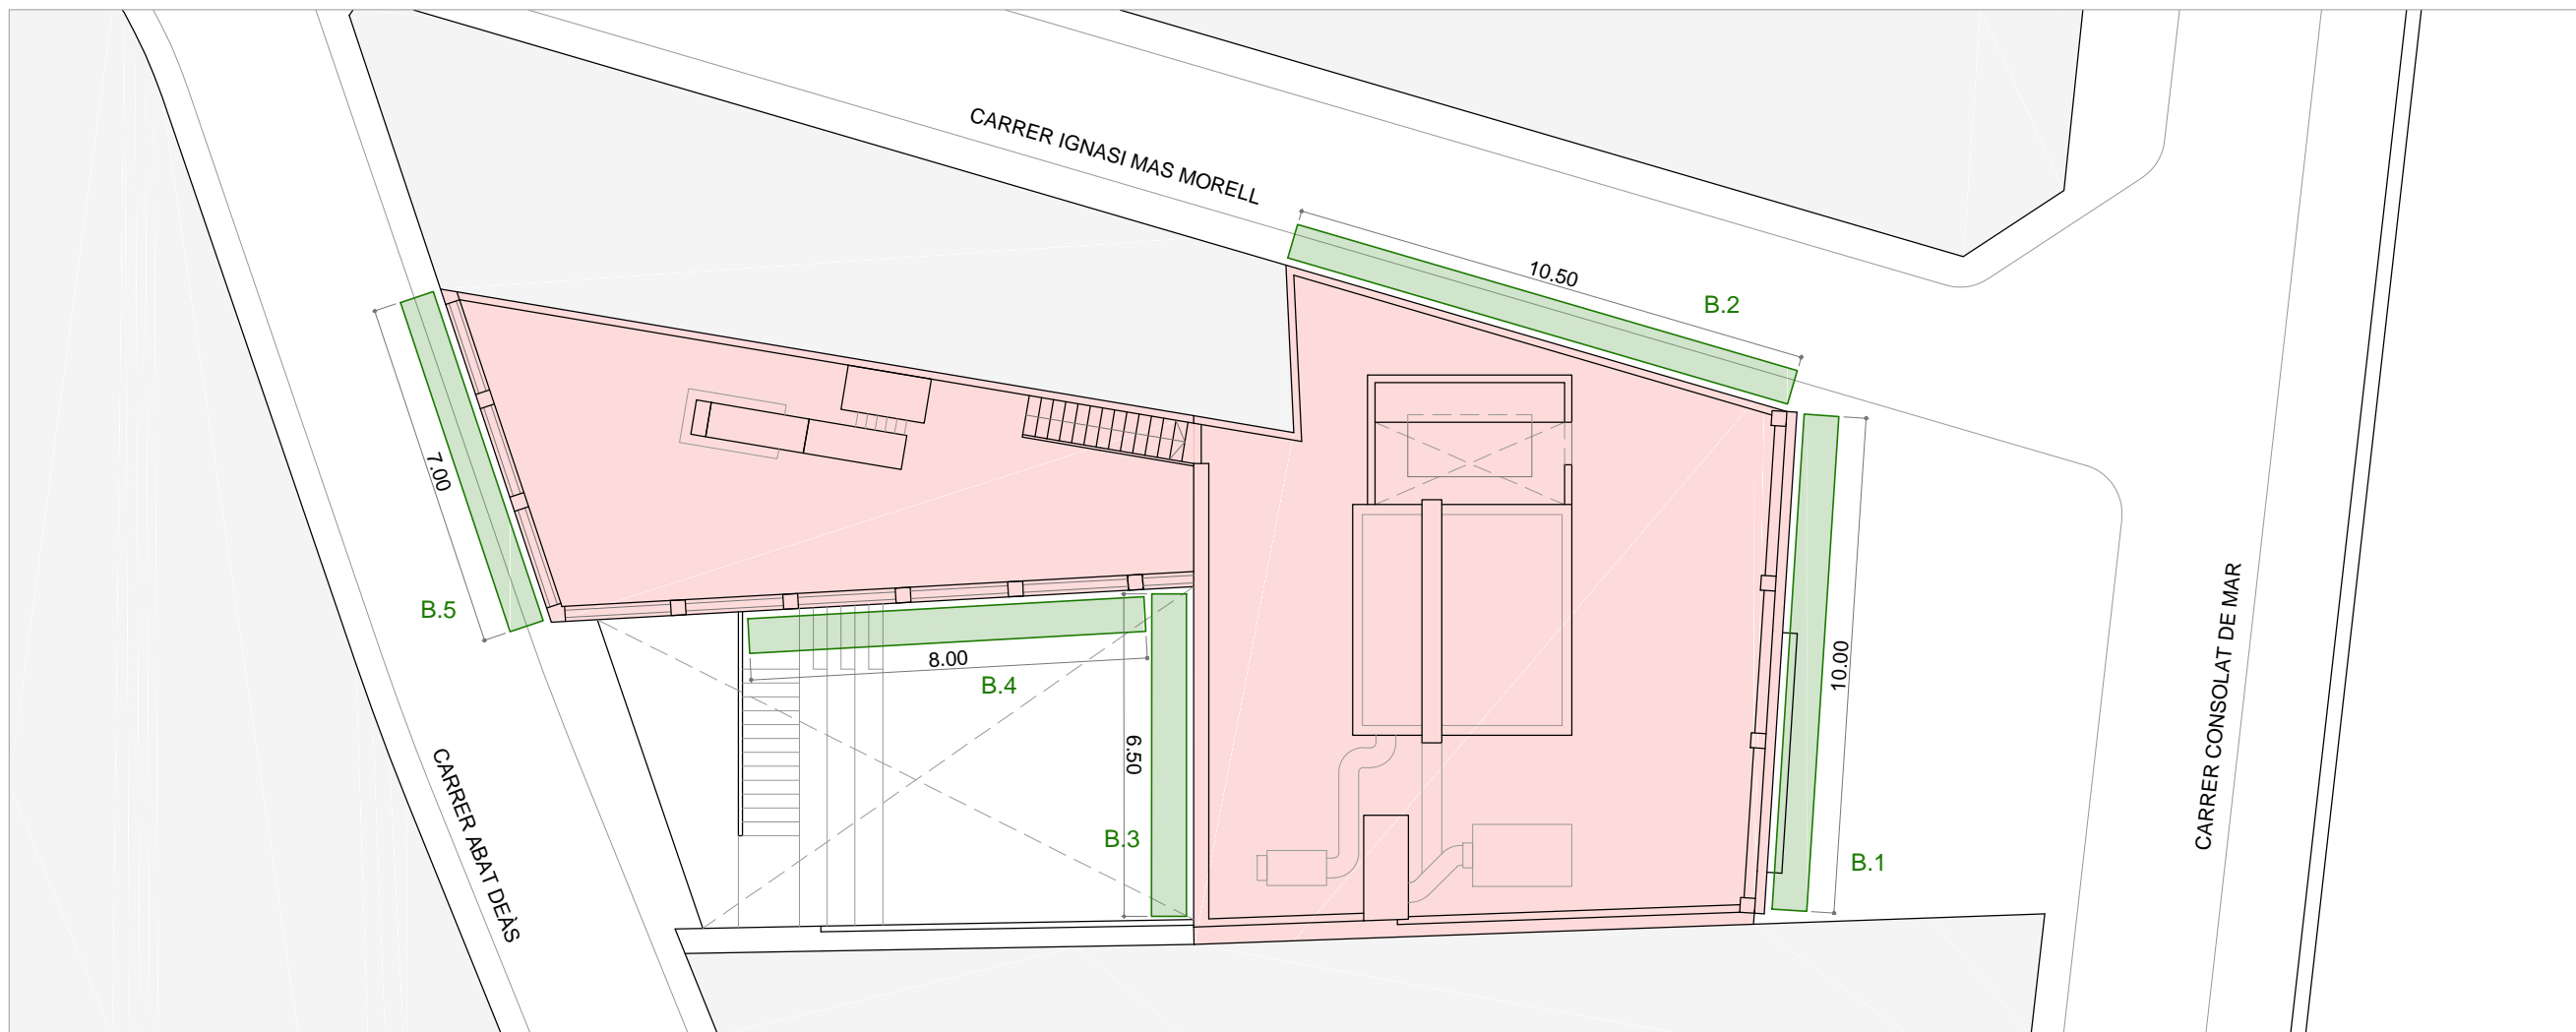 CARRER IGNASI MAS MORELL
10.50
B.2
7.00
B.5
8.00
B.4
6.50
B.3
10.00
B.1
CARRER ABAT DEÀS
CARRER CONSOLAT DE MAR